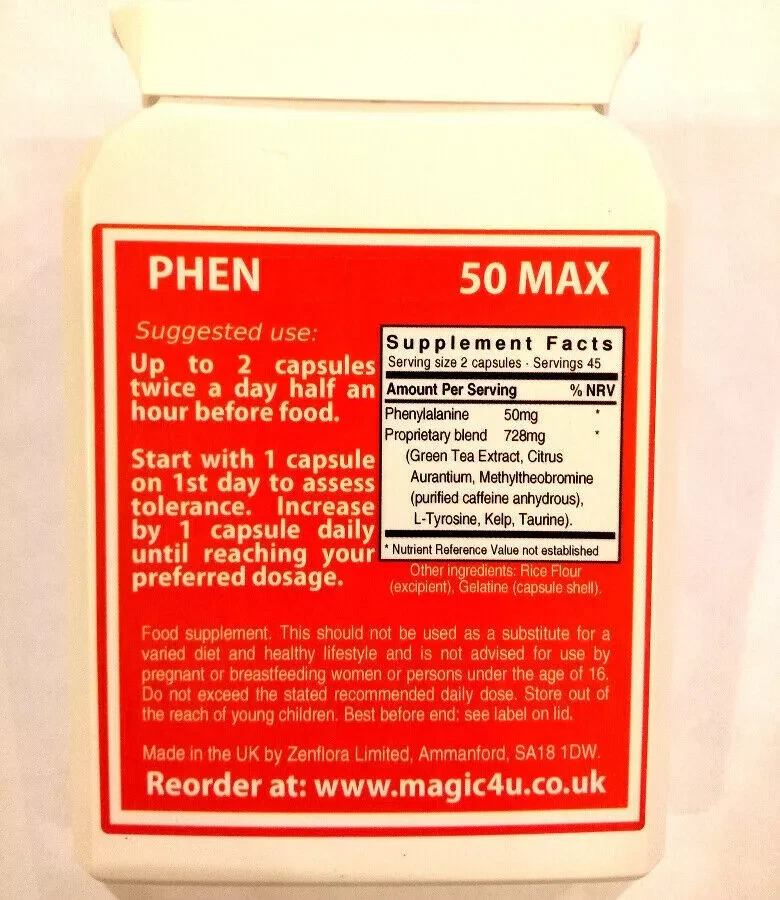 PHEN 50 MAX
Suggested use:
Up to 2 capsules
twice a day half an
hour before food.
Start with 1 capsule
on 1st day to assess
tolerance. Increase
by 1 capsule daily
until reaching your
preferred dosage.
Supplement Facts
Serving size 2 capsules · Servings 45
Amount Per Serving % NRV
Phenylalanine 50mg *
Proprietary blend 728mg *
(Green Tea Extract, Citrus
Aurantium, Methyltheobromine
(purified caffeine anhydrous),
L-Tyrosine, Kelp, Taurine).
* Nutrient Reference Value not established
Other ingredients: Rice Flour
(excipient), Gelatine (capsule shell).
Food supplement. This should not be used as a substitute for a
varied diet and healthy lifestyle and is not advised for use by
pregnant or breastfeeding women or persons under the age of 16.
Do not exceed the stated recommended daily dose. Store out of
the reach of young children. Best before end: see label on lid.
Made in the UK by Zenflora Limited, Ammanford, SA18 1DW.
Reorder at: www.magic4u.co.uk